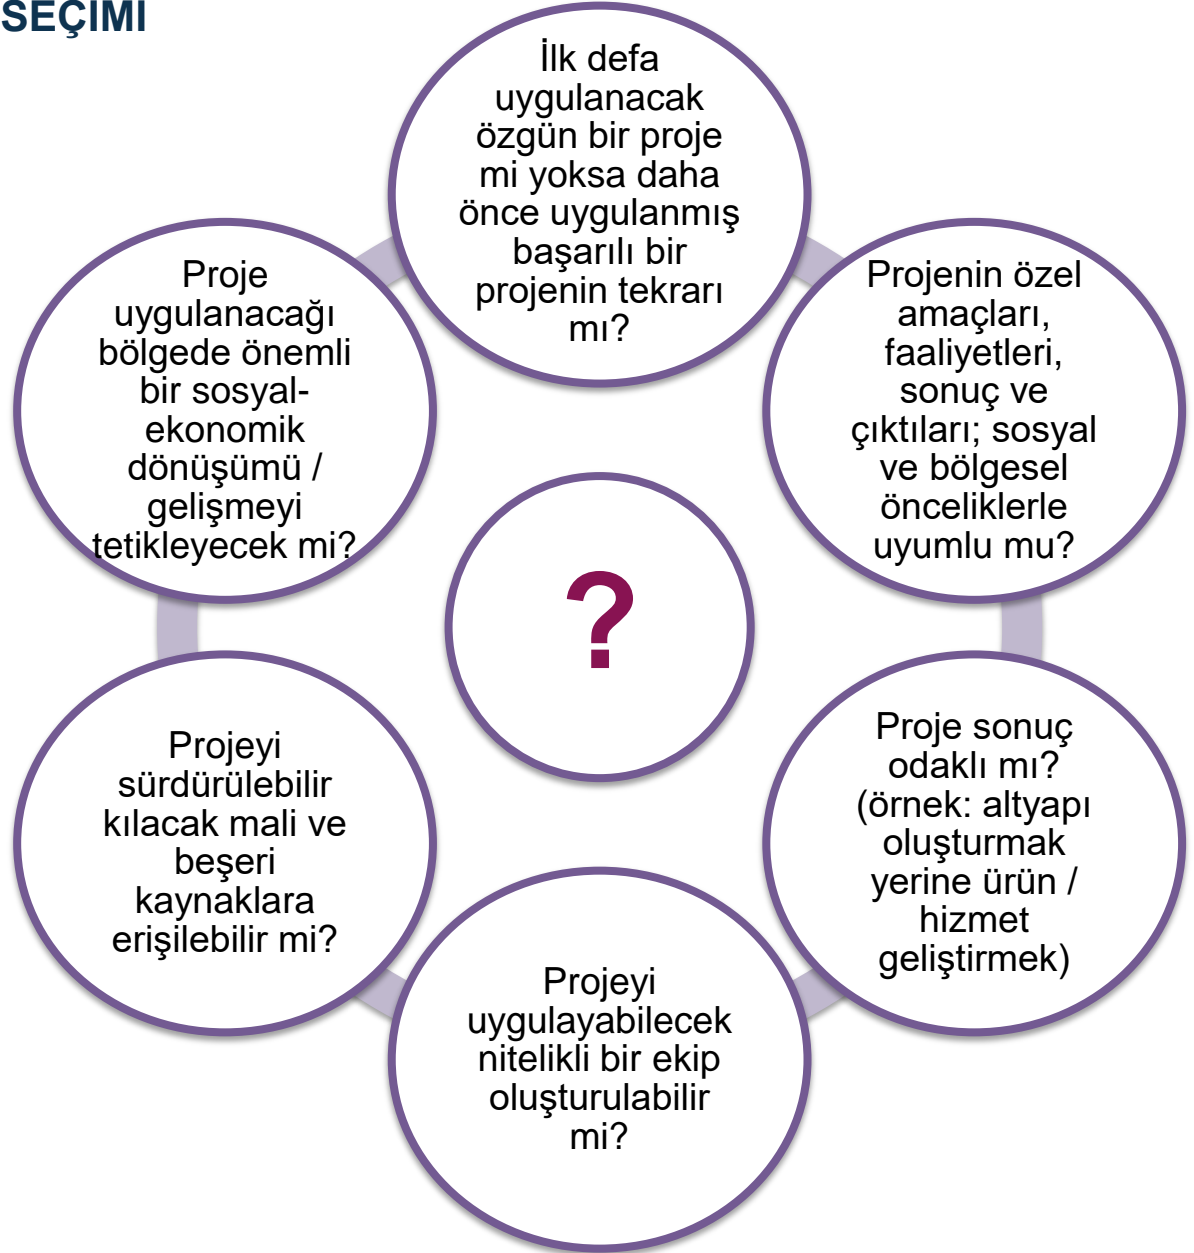 SEÇİMİ
İlk defa
uygulanacak
özgün bir proje
mi yoksa daha
önce uygulanmış
başarılı bir
projenin tekrarı
mı?
Projenin özel
amaçları,
faaliyetleri,
sonuç ve
çıktıları; sosyal
ve bölgesel
önceliklerle
uyumlu mu?
Proje sonuç
odaklı mı?
(örnek: altyapı
oluşturmak
yerine ürün /
hizmet
geliştirmek)
Projeyi
uygulayabilecek
nitelikli bir ekip
oluşturulabilir
mi?
Projeyi
sürdürülebilir
kılacak mali ve
beşeri
kaynaklara
erişilebilir mi?
Proje
uygulanacağı
bölgede önemli
bir sosyal-
ekonomik
dönüşümü /
gelişmeyi
tetikleyecek mi?
?